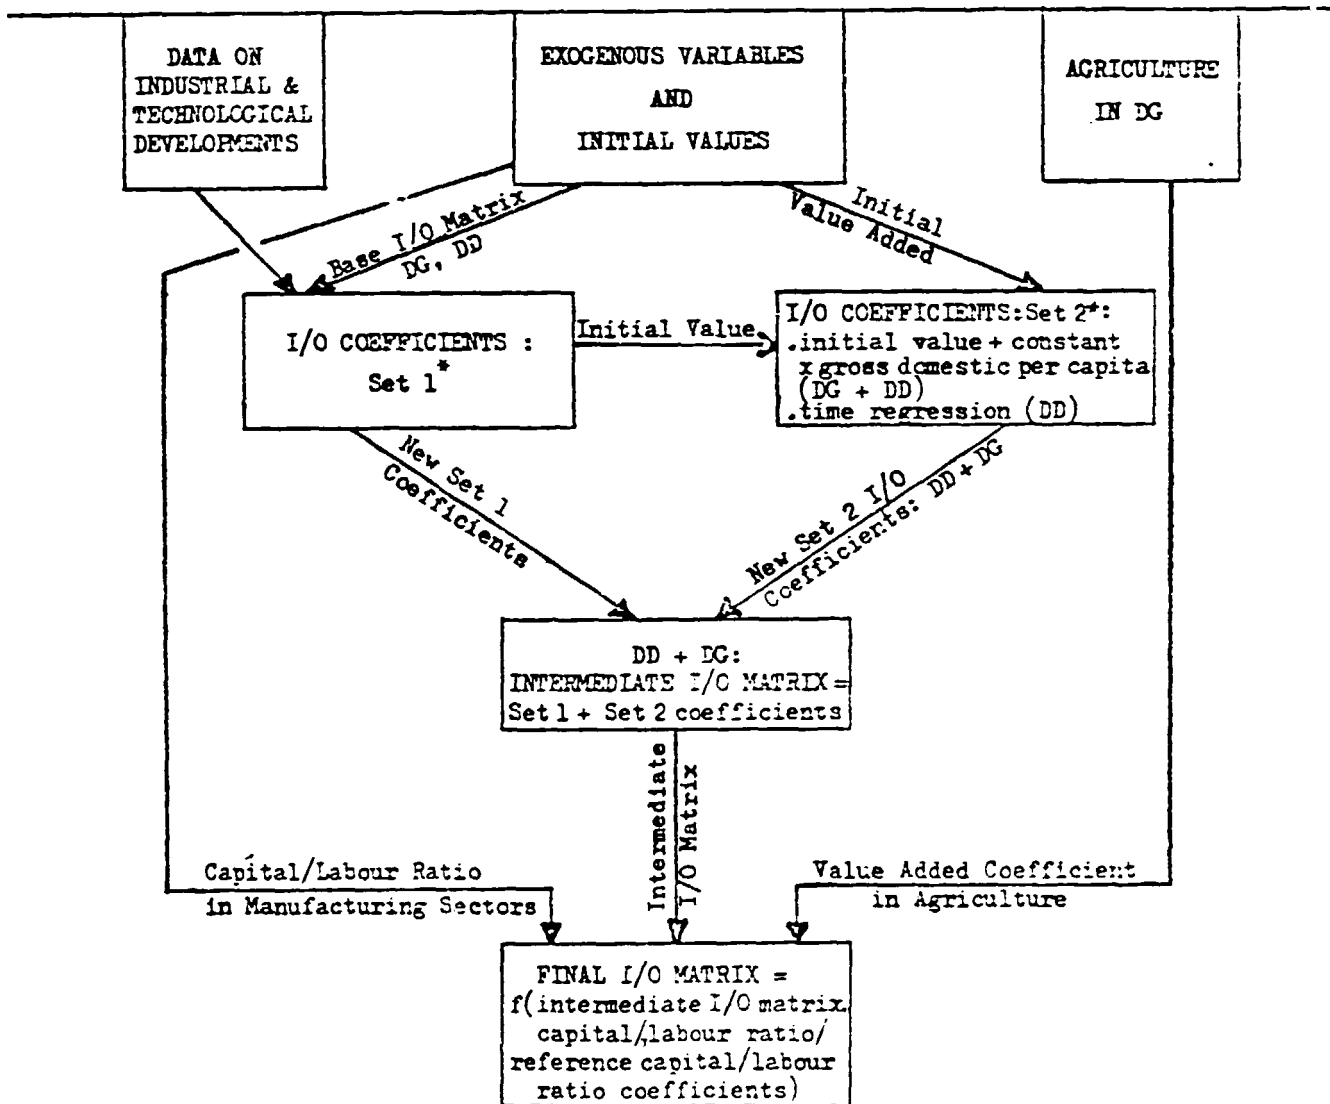 DATA ON
INDUSTRIAL &
TECHNOLOGICAL
DEVELOPMENTS
EXOGENOUS VARIABLES
AND
INITIAL VALUES
AGRICULTURE
IN DG
Base I/O Matrix
DG, DD
Initial
Value Added
I/O COEFFICIENTS :
Set 1*
Initial Value
I/O COEFFICIENTS:Set 2*:
.initial value + constant
x gross domestic per capita
(DG + DD)
.time regression (DD)
New Set 1
Coefficients
New Set 2 I/O
Coefficients: DD + DG
DD + DG:
INTERMEDIATE I/O MATRIX =
Set 1 + Set 2 coefficients
Intermediate
I/O Matrix
Capital/Labour Ratio
in Manufacturing Sectors
Value Added Coefficient
in Agriculture
FINAL I/O MATRIX =
f(intermediate I/O matrix
capital/labour ratio/
reference capital/labour
ratio coefficients)